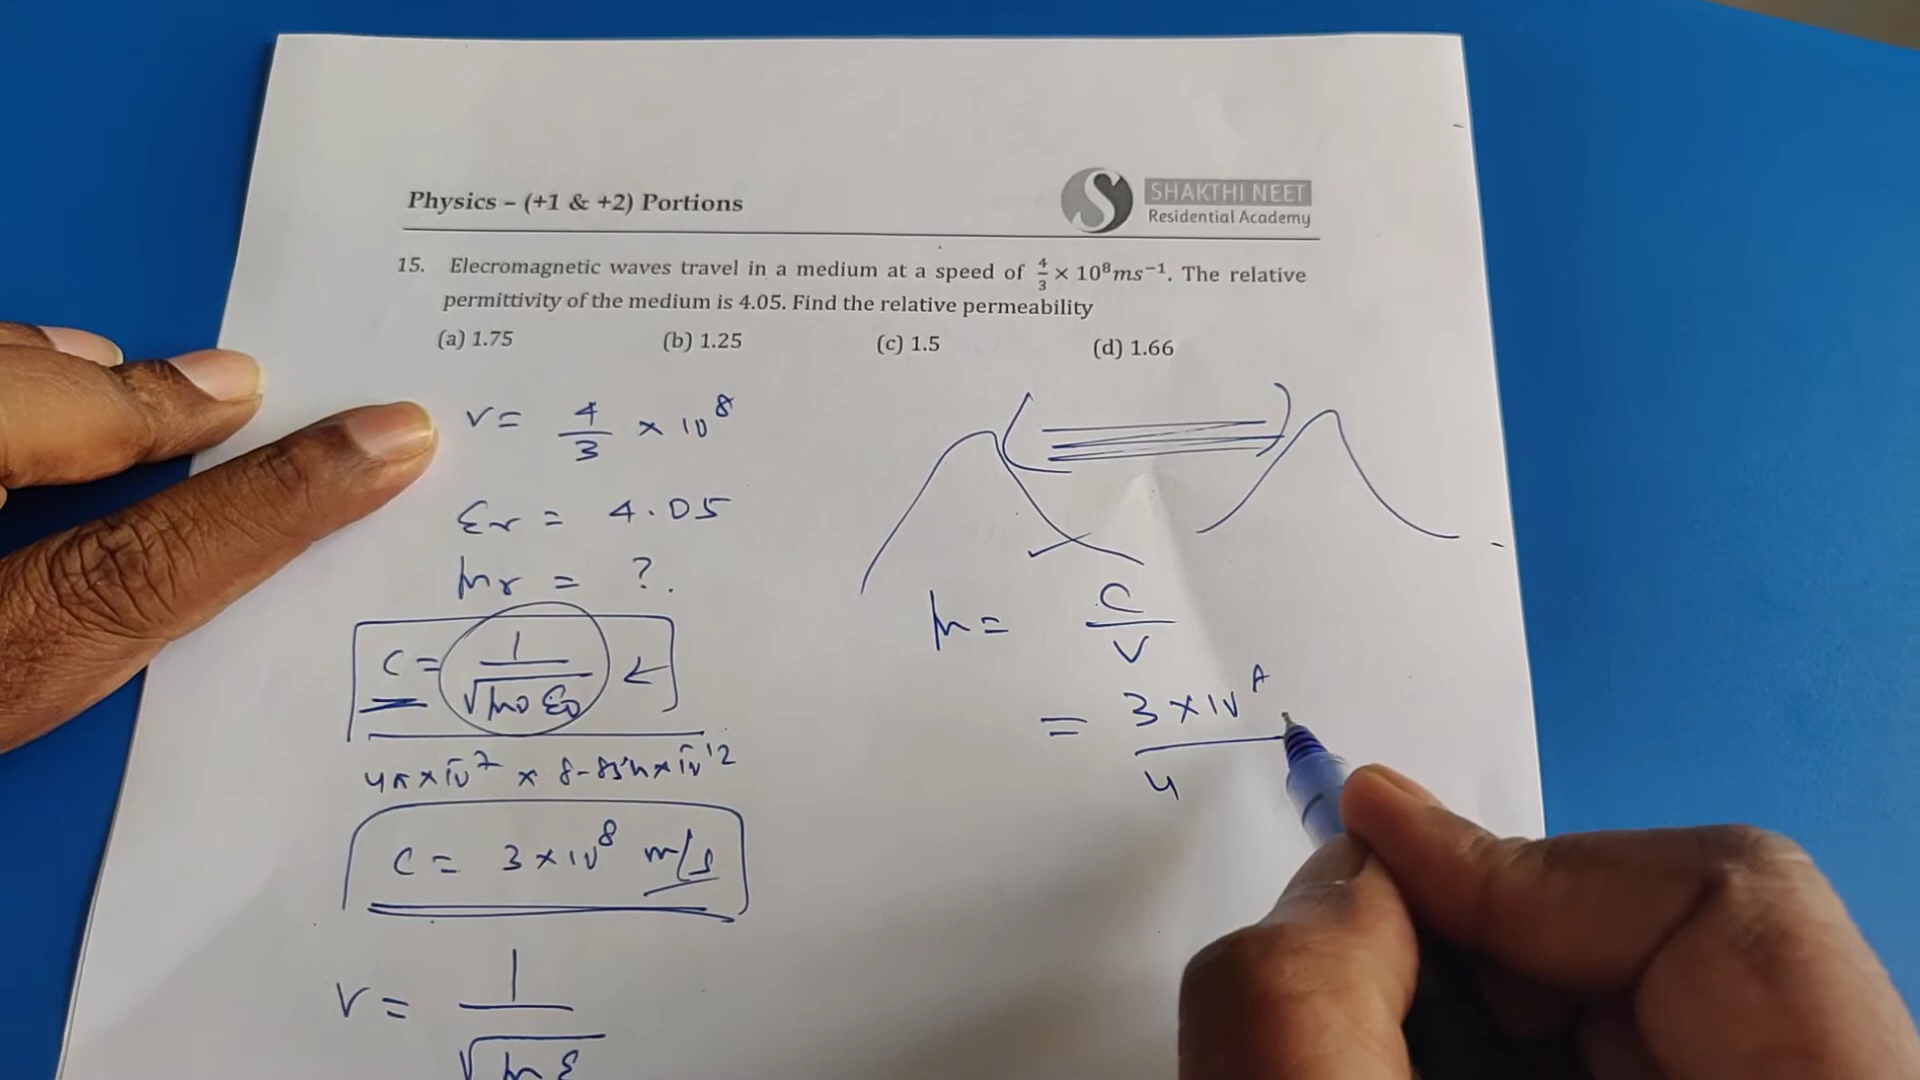 Physics – (+1 & +2) Portions
SHAKTHI NEET
Residential Academy
15. Elecromagnetic waves travel in a medium at a speed of 4/3 × 10⁸ms⁻¹. The relative
permittivity of the medium is 4.05. Find the relative permeability
(a) 1.75 (b) 1.25 (c) 1.5 (d) 1.66
v = 4/3 × 10⁸
εr = 4.05
μr = ?.
c = 1/√μ0 ε0 ←
4π × 10⁻⁷ × 8.854 × 10⁻¹²
c = 3 × 10⁸ m/s
v = 1/√μ ε
μ = c/v
= 3 × 10⁸
4